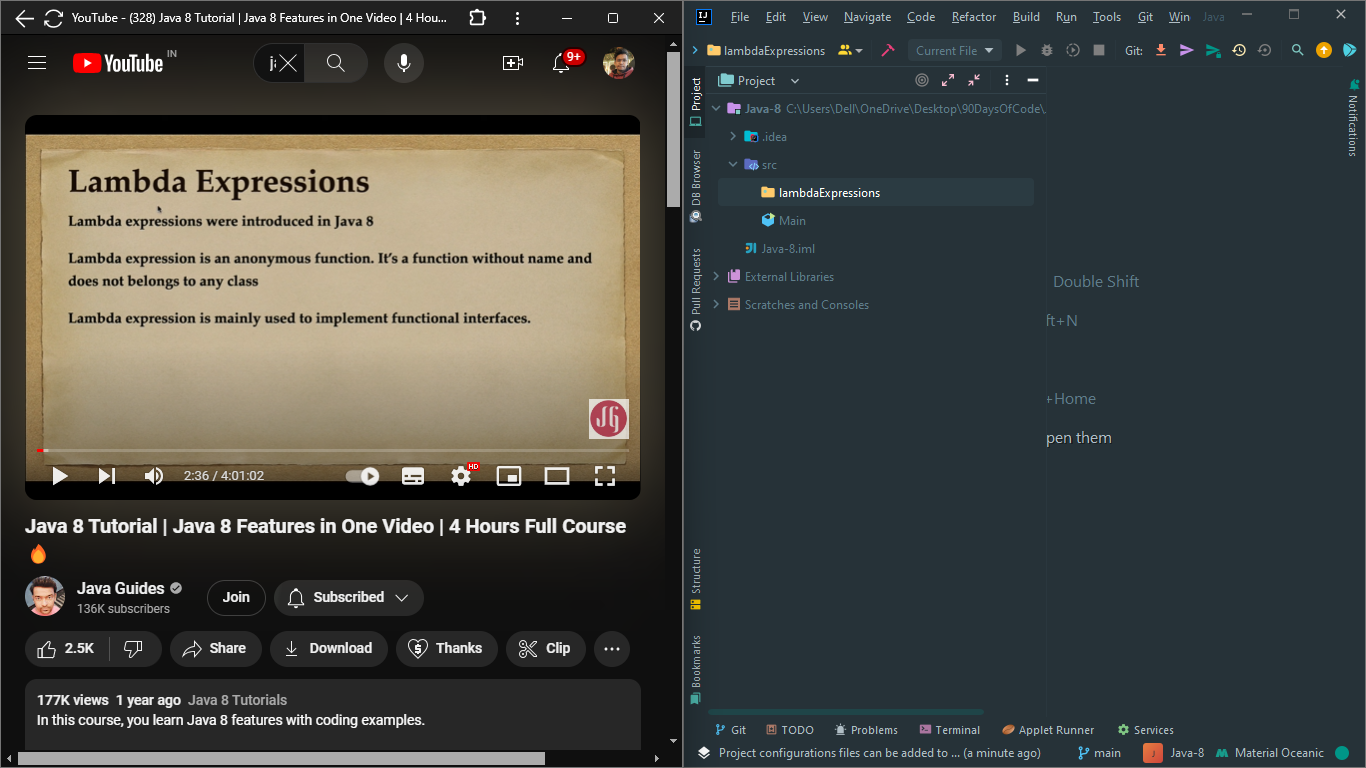 YouTube - (328) Java 8 Tutorial | Java 8 Features in One Video | 4 Hou...
YouTube IN
9+
Lambda Expressions
Lambda expressions were introduced in Java 8
Lambda expression is an anonymous function. It's a function without name and
does not belongs to any class
Lambda expression is mainly used to implement functional interfaces.
HD
2:36 / 4:01:02
Java 8 Tutorial | Java 8 Features in One Video | 4 Hours Full Course
🔥
Java Guides
136K subscribers
Join
Subscribed
2.5K
Share
Download
Thanks
Clip
177K views 1 year ago Java 8 Tutorials
In this course, you learn Java 8 features with coding examples.
IJ File Edit View Navigate Code Refactor Build Run Tools Git Win Java
lambdaExpressions Current File Git:
Project
Java-8 C:\Users\Dell\OneDrive\Desktop\90DaysOfCode\
.idea
src
lambdaExpressions
Main
Java-8.iml
External Libraries
Scratches and Consoles
Project
DB Browser
Pull Requests
Structure
Bookmarks
Double Shift
ft+N
+Home
pen them
Notifications
Git TODO Problems Terminal Applet Runner Services
Project configurations files can be added to ... (a minute ago) main Java-8 Material Oceanic